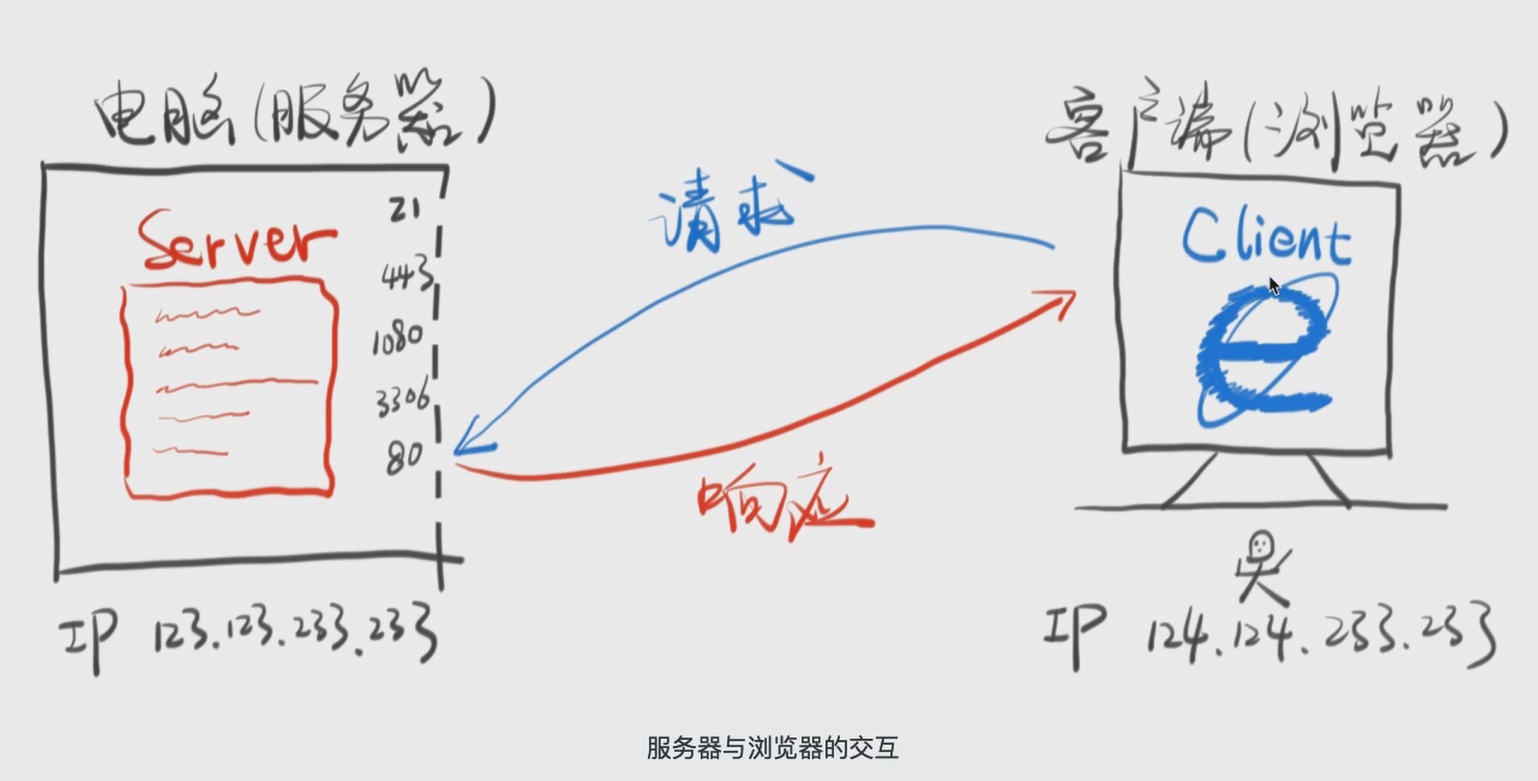 电脑(服务器)
Server
21
443
1080
3306
80
IP 123.123.233.233
请求
响应
客户端(浏览器)
Client
e
IP 124.124.233.233
服务器与浏览器的交互